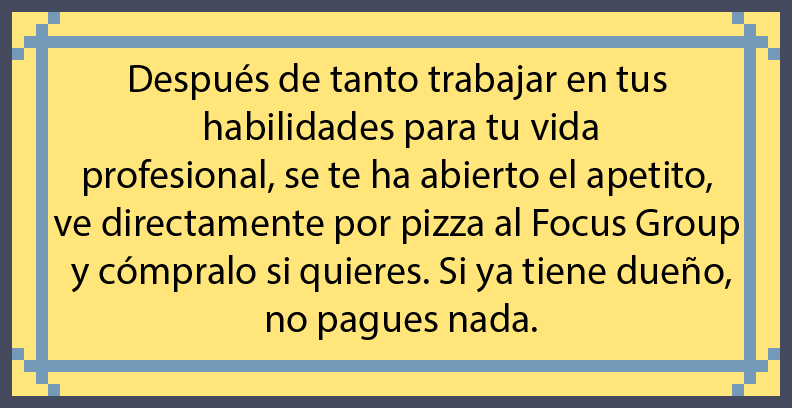 Después de tanto trabajar en tus
habilidades para tu vida
profesional, se te ha abierto el apetito,
ve directamente por pizza al Focus Group
y cómpralo si quieres. Si ya tiene dueño,
no pagues nada.